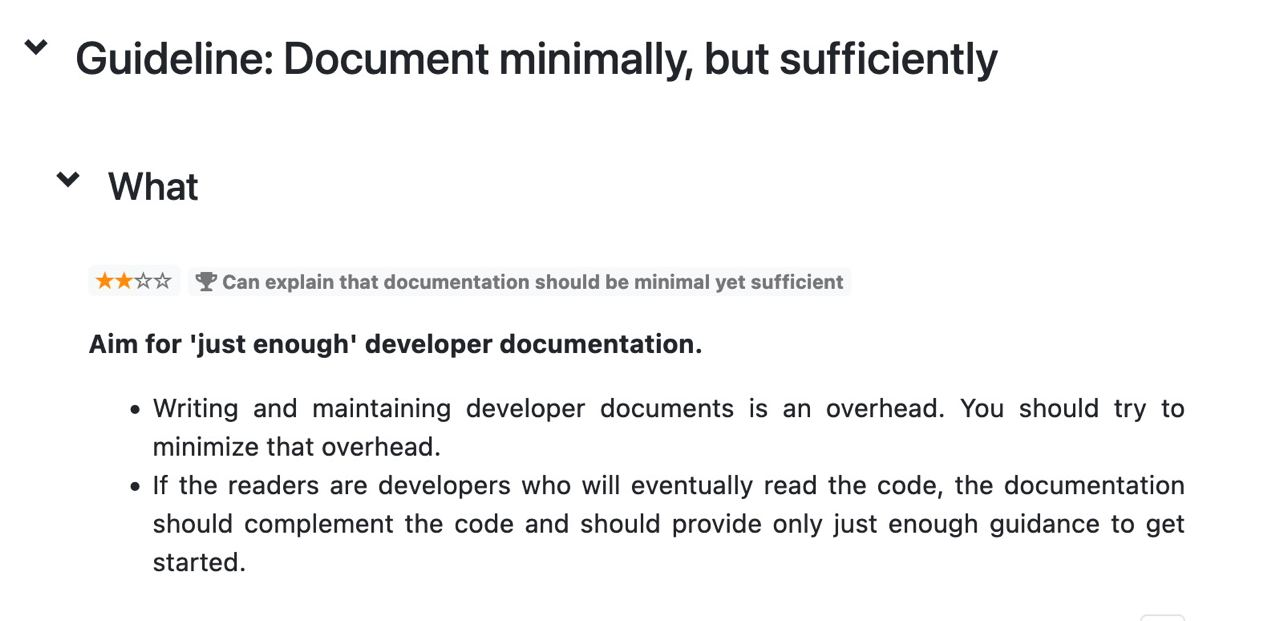 Guideline: Document minimally, but sufficiently
What
Can explain that documentation should be minimal yet sufficient
Aim for 'just enough' developer documentation.
• Writing and maintaining developer documents is an overhead. You should try to
minimize that overhead.
• If the readers are developers who will eventually read the code, the documentation
should complement the code and should provide only just enough guidance to get
started.